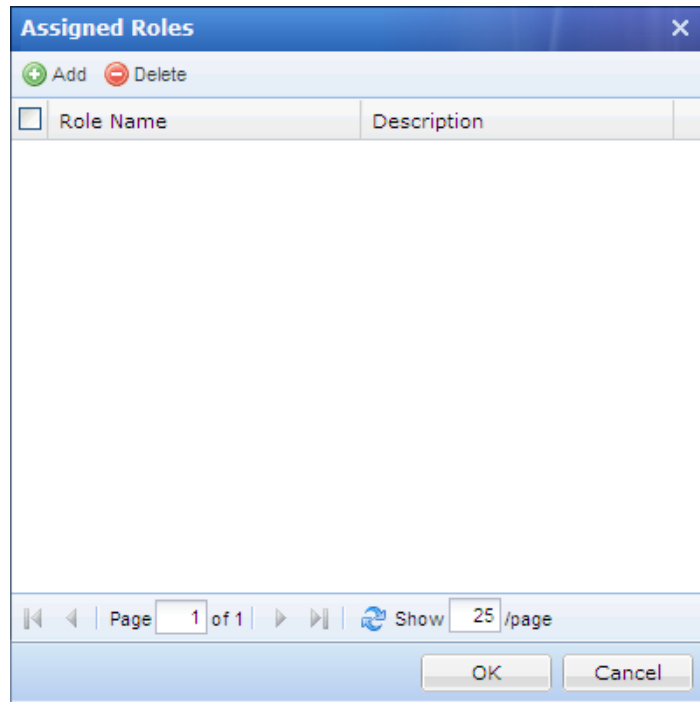 Assigned Roles
Add Delete
Role Name Description
Page 1 of 1 Show 25 /page
OK Cancel